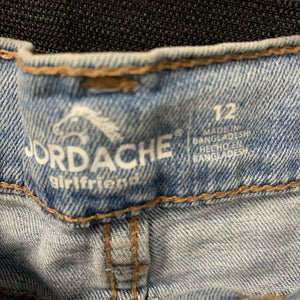 JORDACHE®
girlfriend
12
MADE IN
BANGLADESH
HECHO EN
BANGLADESH